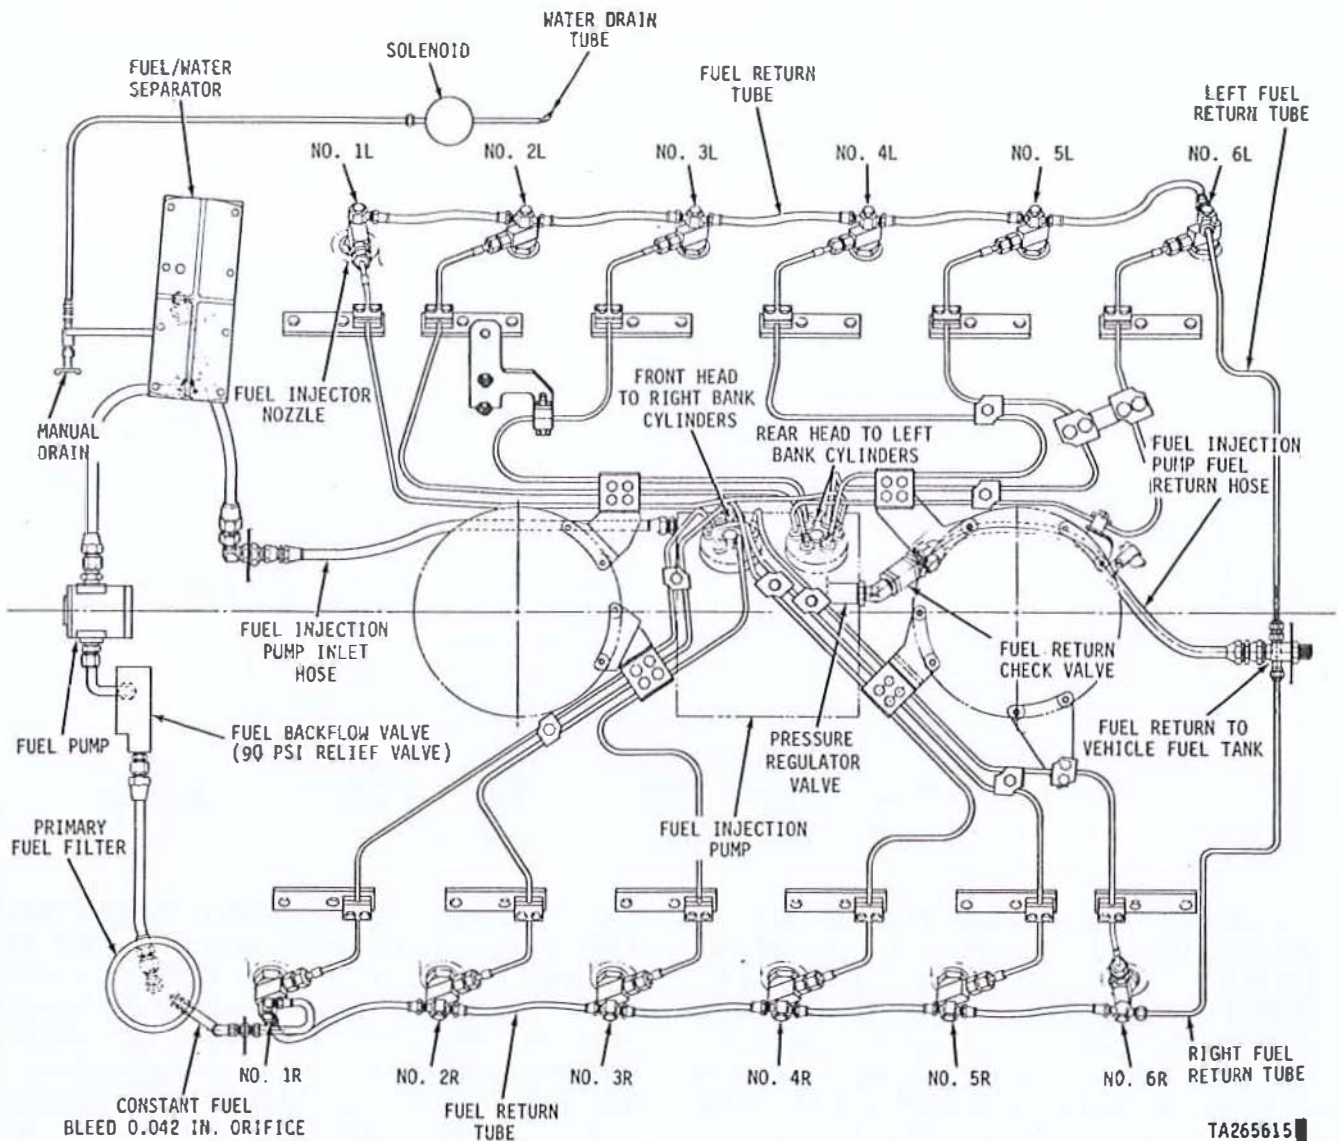 WATER DRAIN
TUBE
SOLENOID
FUEL/WATER
SEPARATOR
FUEL RETURN
TUBE
LEFT FUEL
RETURN TUBE
NO. 1L
NO. 2L
NO. 3L
NO. 4L
NO. 5L
NO. 6L
FUEL INJECTOR
NOZZLE
FRONT HEAD
TO RIGHT BANK
CYLINDERS
REAR HEAD TO LEFT
BANK CYLINDERS
MANUAL
DRAIN
FUEL INJECTION
PUMP FUEL
RETURN HOSE
FUEL INJECTION
PUMP INLET
HOSE
FUEL RETURN
CHECK VALVE
FUEL PUMP
FUEL BACKFLOW VALVE
(90 PSI RELIEF VALVE)
PRESSURE
REGULATOR
VALVE
FUEL RETURN TO
VEHICLE FUEL TANK
PRIMARY
FUEL FILTER
FUEL INJECTION
PUMP
NO. 1R
NO. 2R
NO. 3R
NO. 4R
NO. 5R
NO. 6R
RIGHT FUEL
RETURN TUBE
CONSTANT FUEL
BLEED 0.042 IN. ORIFICE
FUEL RETURN
TUBE
TA265615